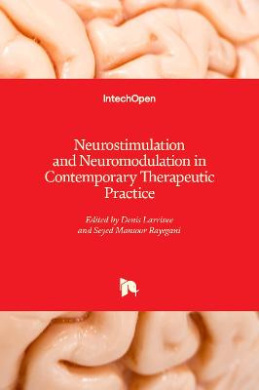 IntechOpen
Neurostimulation
and Neuromodulation in
Contemporary Therapeutic
Practice
Edited by Denis Larrivee
and Seyed Mansoor Rayegani